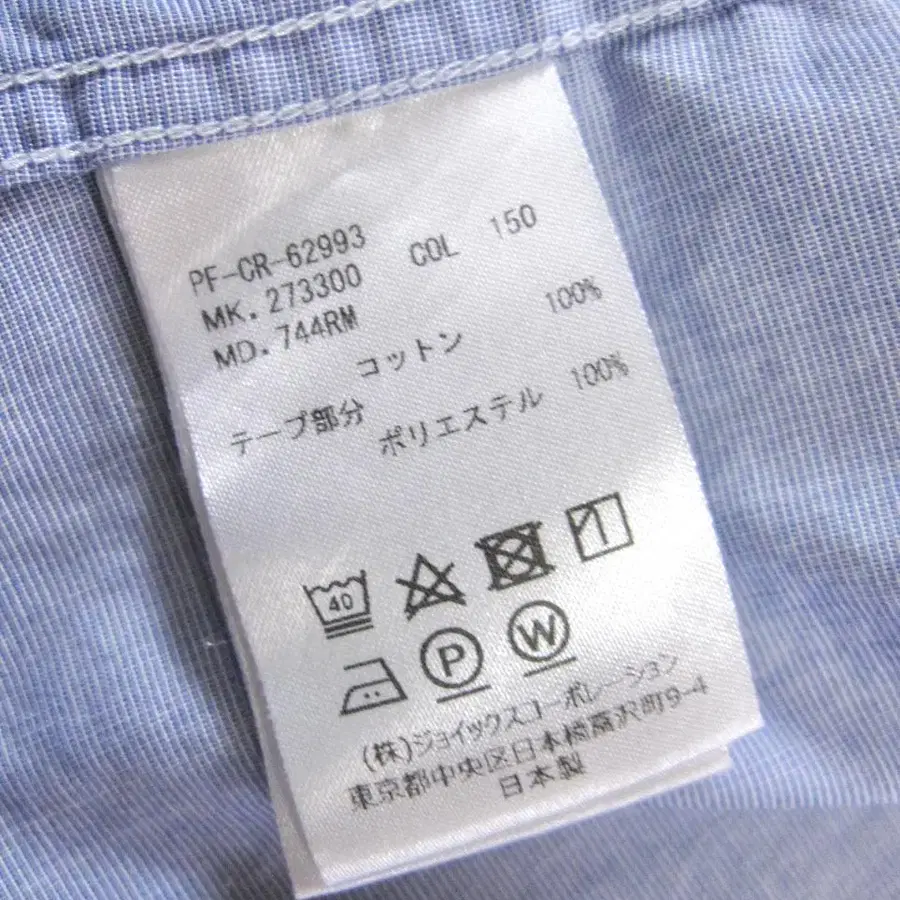 PF-CR-62993 COL 150
MK. 273300
MD. 744RM
コットン 100%
テープ部分
ポリエステル 100%
40
P W
(株)ジョイックスコーポレーション
東京都中央区日本橋富沢町9-4
日本製